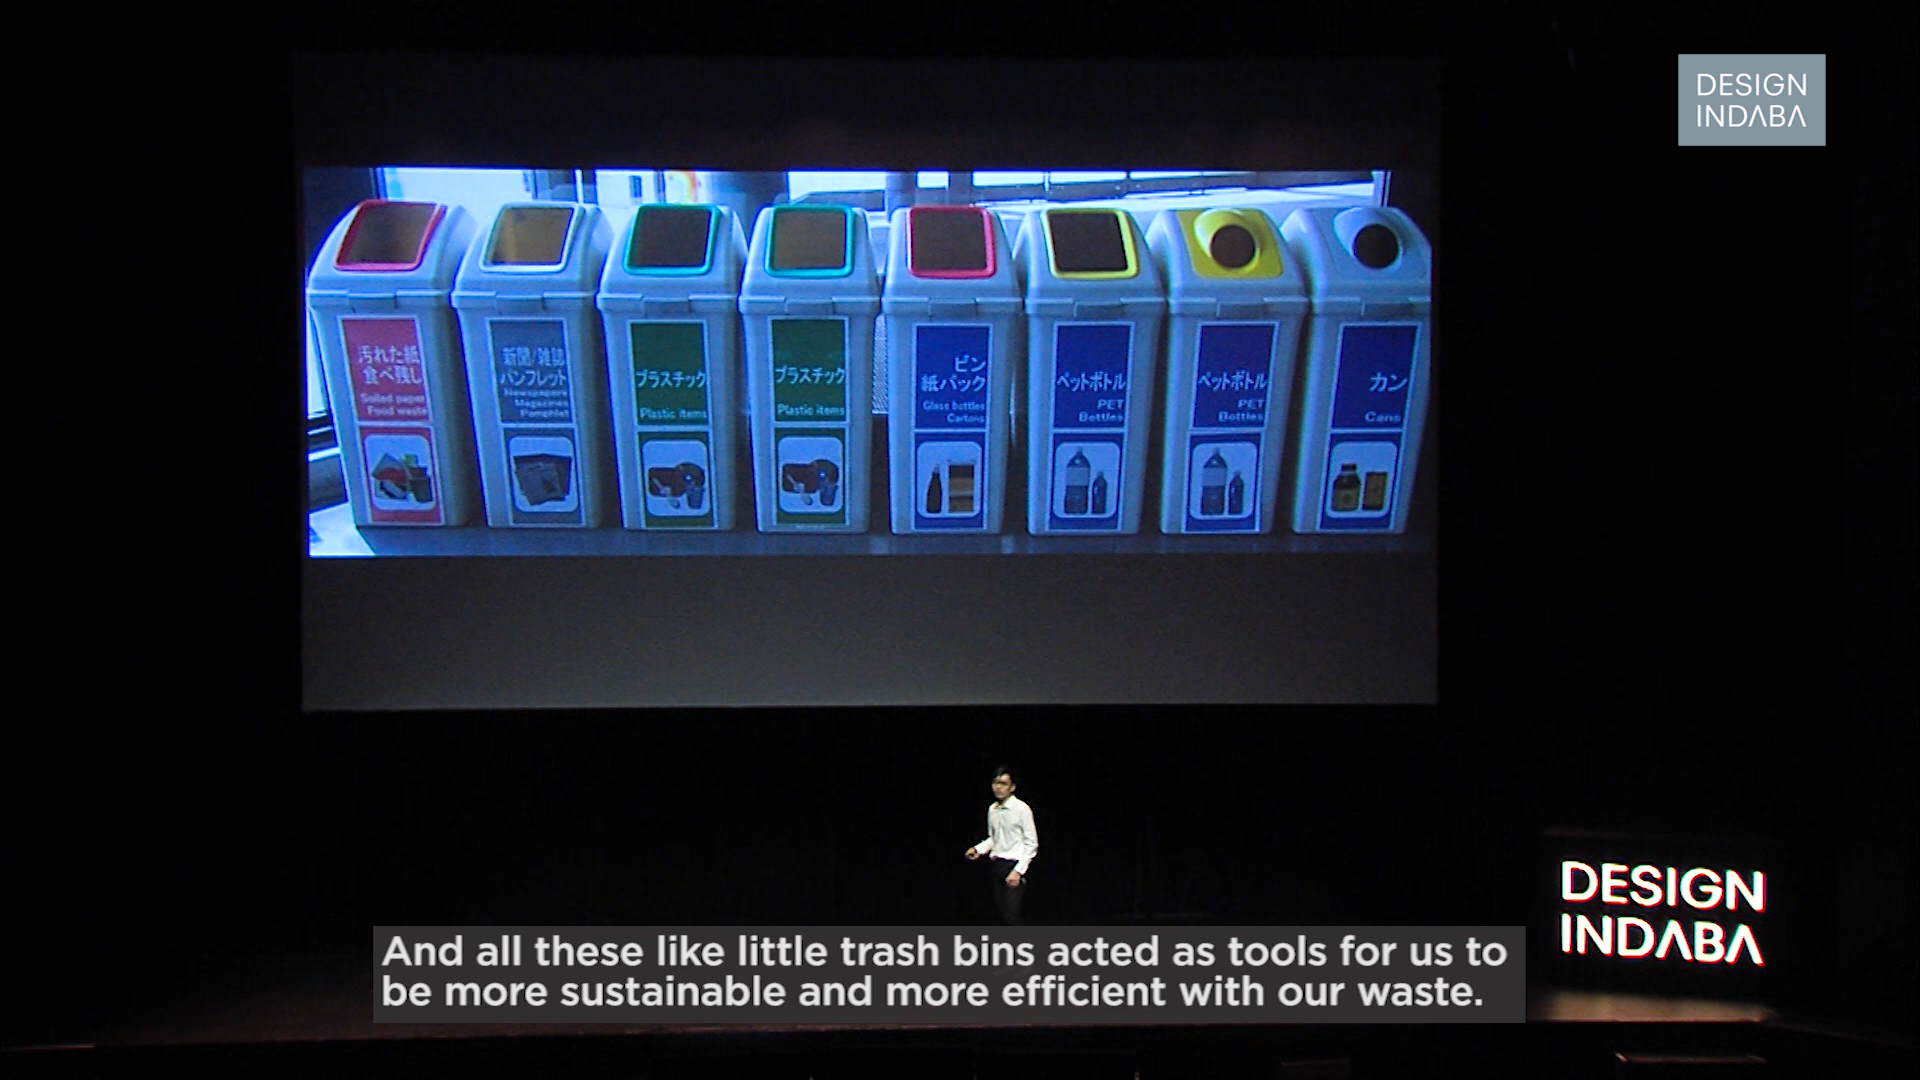 DESIGN
INDABA
汚れた紙
食べ残し
Soiled paper
Food waste
新聞/雑誌
パンフレット
Newspapers
Magazines
Pamphlet
プラスチック
Plastic items
プラスチック
Plastic items
ビン
紙パック
Glass bottles
Cartons
ペットボトル
PET
Bottles
ペットボトル
PET
Bottles
カン
Cans
DESIGN
INDABA
And all these like little trash bins acted as tools for us to
be more sustainable and more efficient with our waste.